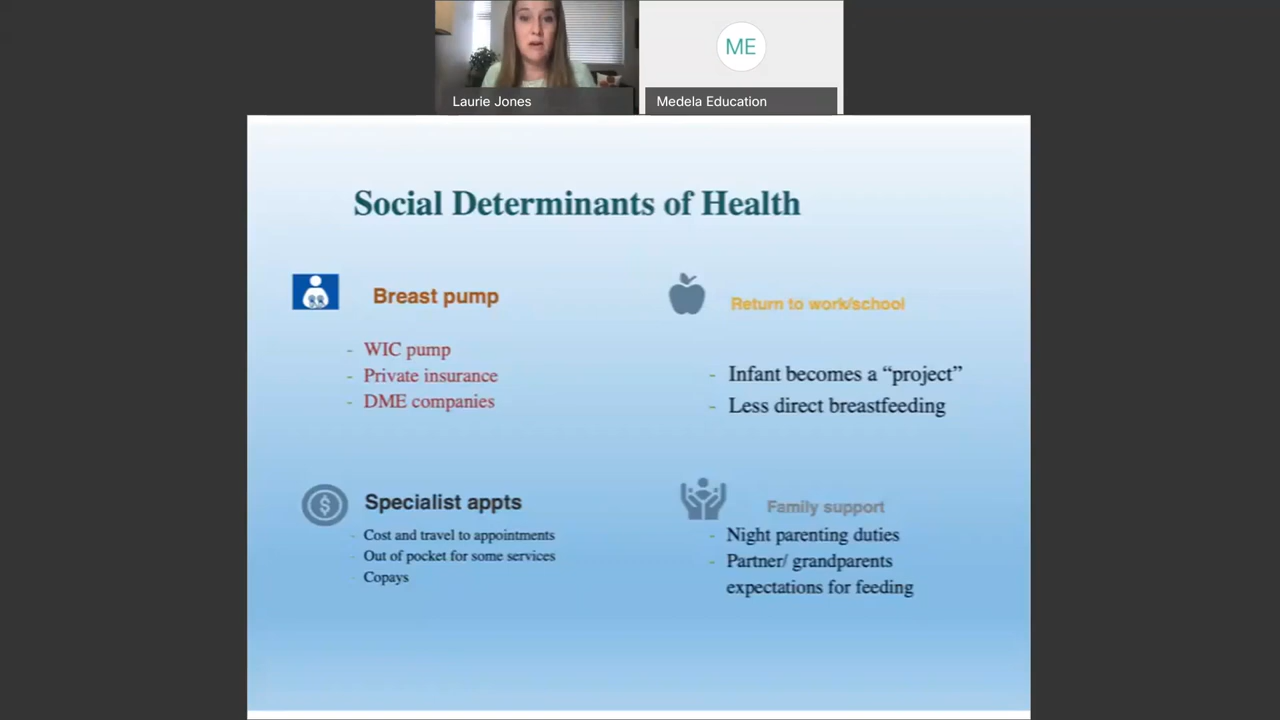 Laurie Jones
ME
Medela Education
Social Determinants of Health
Breast pump
- WIC pump
- Private insurance
- DME companies
Return to work/school
- Infant becomes a “project”
- Less direct breastfeeding
$
Specialist appts
- Cost and travel to appointments
- Out of pocket for some services
- Copays
Family support
- Night parenting duties
- Partner/ grandparents
expectations for feeding